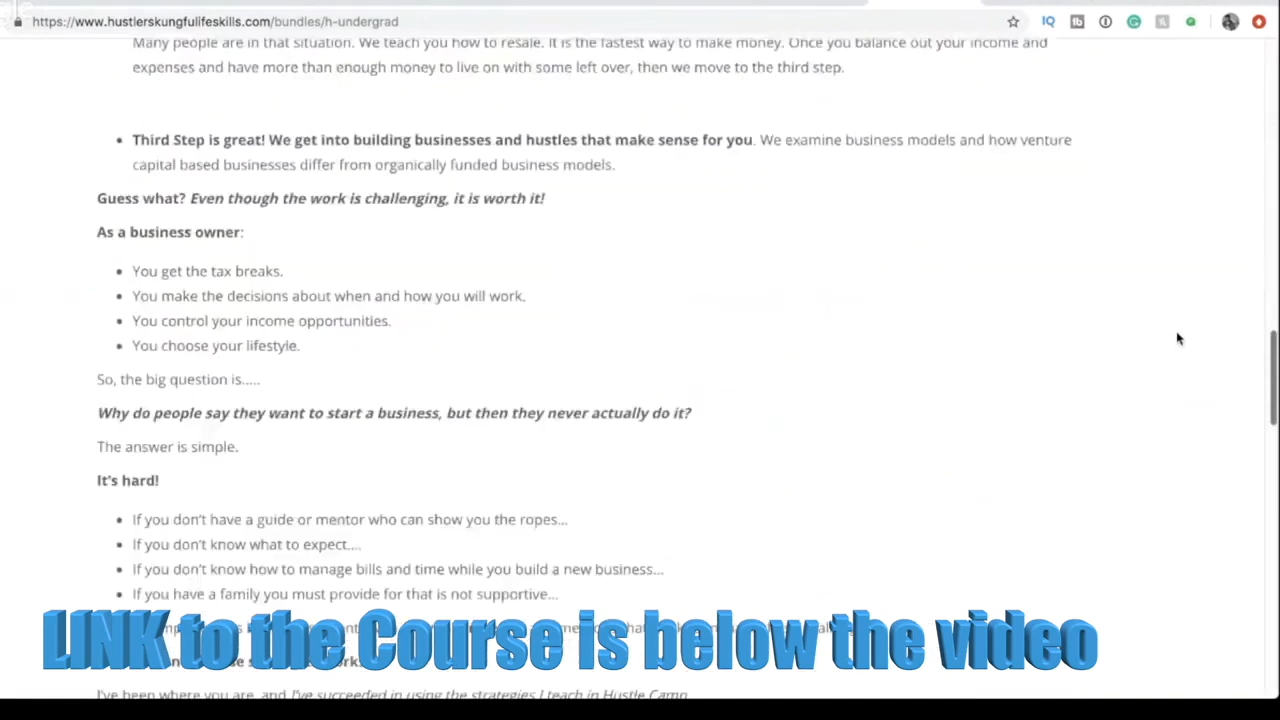 https://www.hustlerskungfulifeskills.com/bundles/h-undergrad
Many people are in that situation. We teach you how to resale. It is the fastest way to make money. Once you balance out your income and
expenses and have more than enough money to live on with some left over, then we move to the third step.
Third Step is great! We get into building businesses and hustles that make sense for you. We examine business models and how venture
capital based businesses differ from organically funded business models.
Guess what? Even though the work is challenging, it is worth it!
As a business owner:
You get the tax breaks.
You make the decisions about when and how you will work.
You control your income opportunities.
You choose your lifestyle.
So, the big question is.....
Why do people say they want to start a business, but then they never actually do it?
The answer is simple.
It's hard!
If you don't have a guide or mentor who can show you the ropes...
If you don't know what to expect....
If you don't know how to manage bills and time while you build a new business...
If you have a family you must provide for that is not supportive...
LINK to the Course is below the video
I've been where you are, and I've succeeded in using the strategies I teach in Hustle Camp.